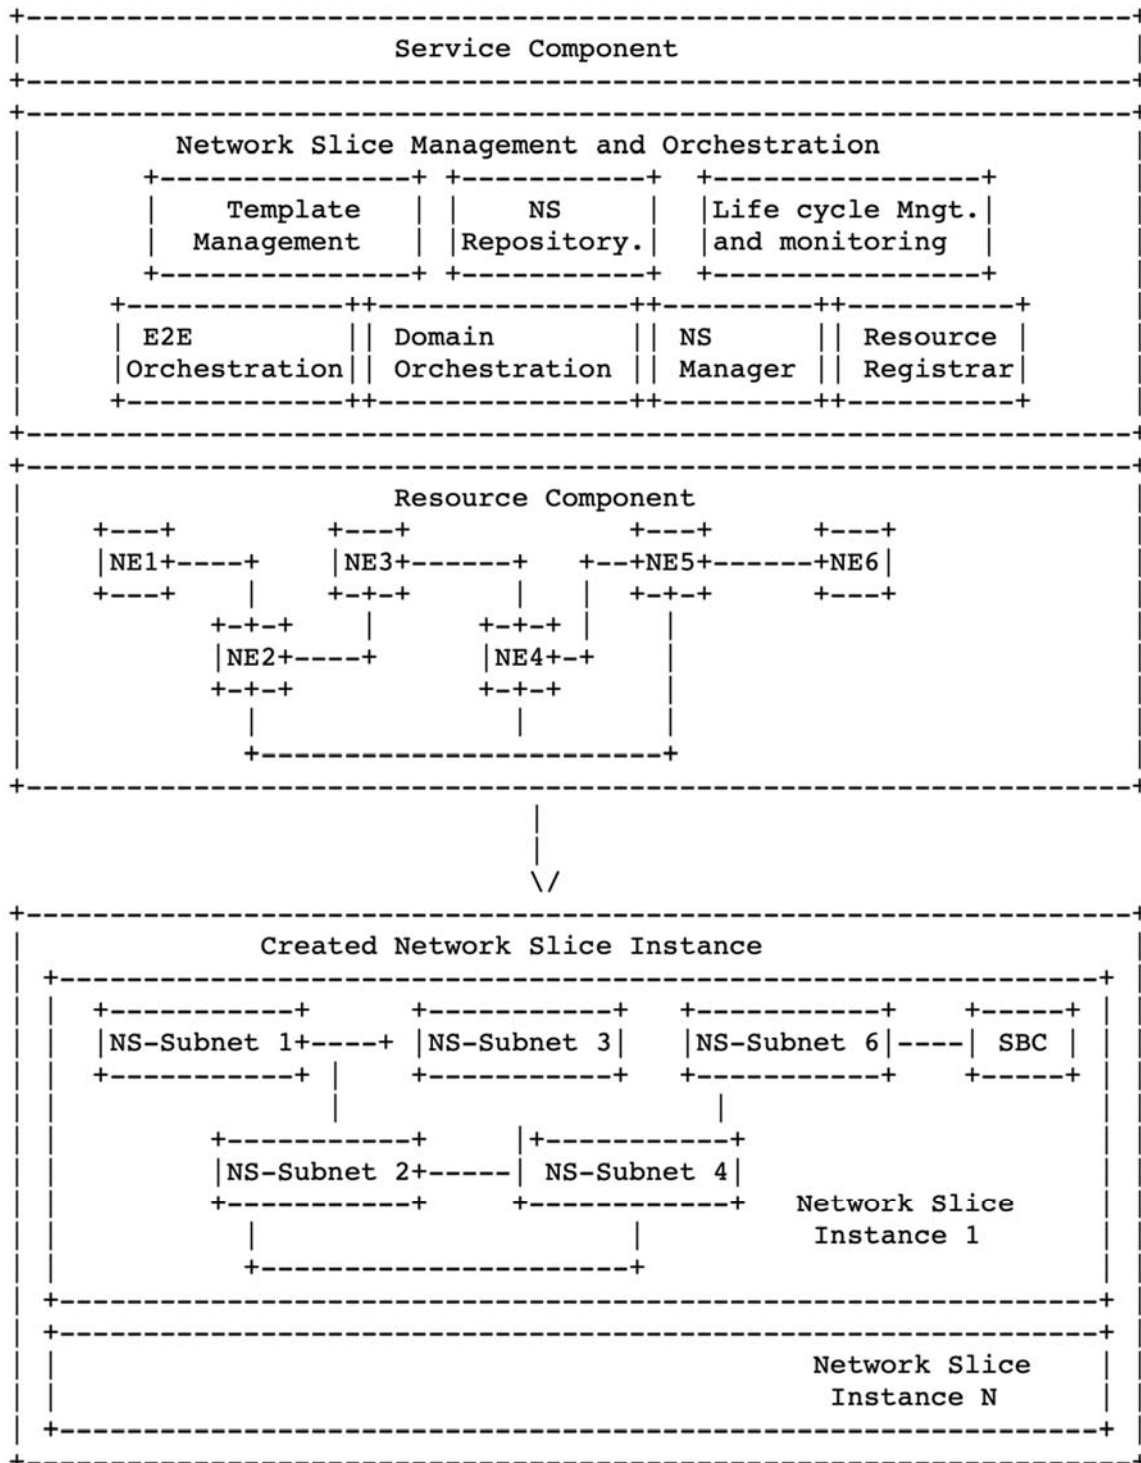 Service Component
Network Slice Management and Orchestration
Template NS Life cycle Mngt.
Management Repository. and monitoring
E2E Domain NS Resource
Orchestration Orchestration Manager Registrar
Resource Component
NE1 NE3 NE5 NE6
NE2 NE4
Created Network Slice Instance
NS-Subnet 1 NS-Subnet 3 NS-Subnet 6 SBC
NS-Subnet 2 NS-Subnet 4
Network Slice
Instance 1
Network Slice
Instance N